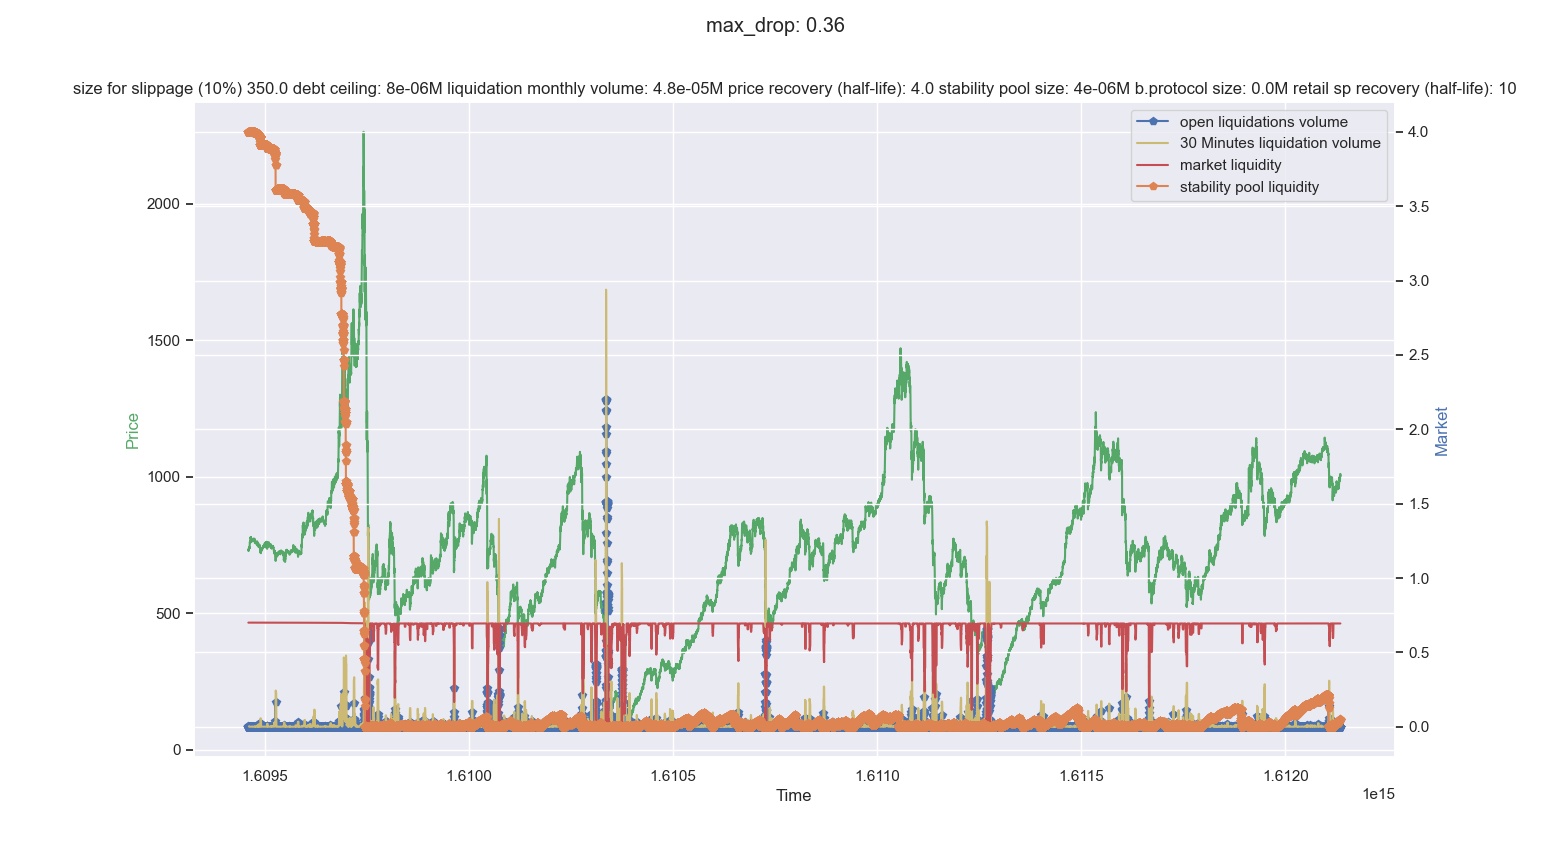 max_drop: 0.36
size for slippage (10%) 350.0 debt ceiling: 8e-06M liquidation monthly volume: 4.8e-05M price recovery (half-life): 4.0 stability pool size: 4e-06M b.protocol size: 0.0M retail sp recovery (half-life): 10
open liquidations volume
30 Minutes liquidation volume
market liquidity
stability pool liquidity
Price
2000
1500
1000
500
0
4.0
3.5
3.0
2.5
2.0
1.5
1.0
0.5
0.0
Market
1.6095 1.6100 1.6105 1.6110 1.6115 1.6120
Time
1e15